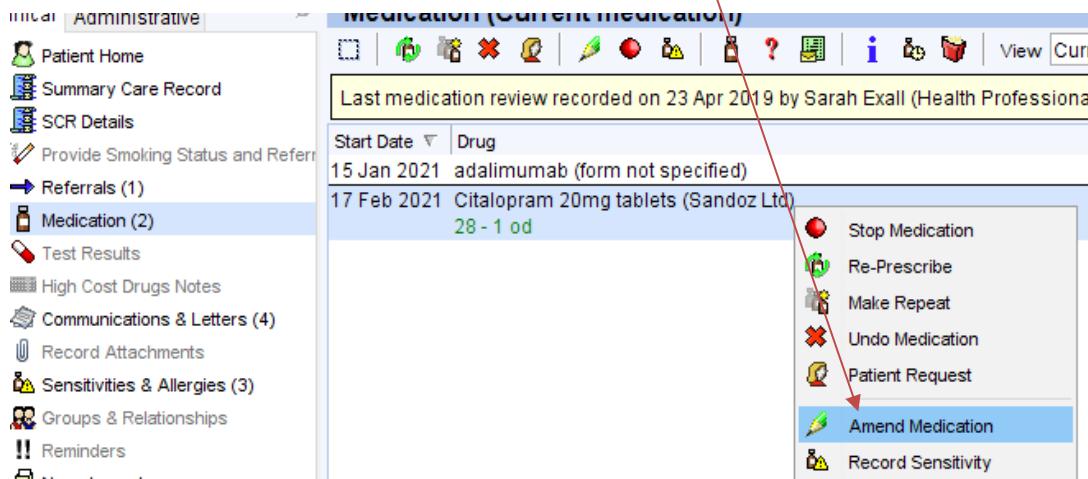 Administrative
Medication (Current medication)
Patient Home
Summary Care Record
SCR Details
Provide Smoking Status and Referr
Referrals (1)
Medication (2)
Test Results
High Cost Drugs Notes
Communications & Letters (4)
Record Attachments
Sensitivities & Allergies (3)
Groups & Relationships
Reminders
View Curr
Last medication review recorded on 23 Apr 2019 by Sarah Exall (Health Professiona
Start Date Drug
15 Jan 2021 adalimumab (form not specified)
17 Feb 2021 Citalopram 20mg tablets (Sandoz Ltd)
28 - 1 od
Stop Medication
Re-Prescribe
Make Repeat
Undo Medication
Patient Request
Amend Medication
Record Sensitivity